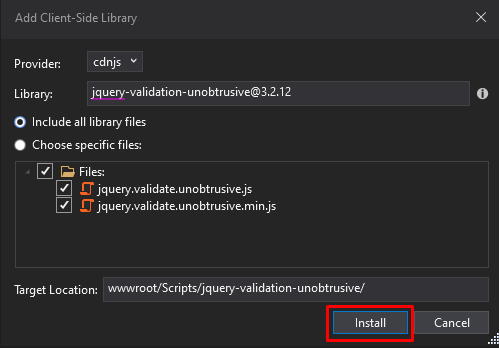 Add Client-Side Library
Provider: cdnjs
Library: jquery-validation-unobtrusive@3.2.12
Include all library files
Choose specific files:
Files:
jquery.validate.unobtrusive.js
jquery.validate.unobtrusive.min.js
Target Location: wwwroot/Scripts/jquery-validation-unobtrusive/
Install Cancel